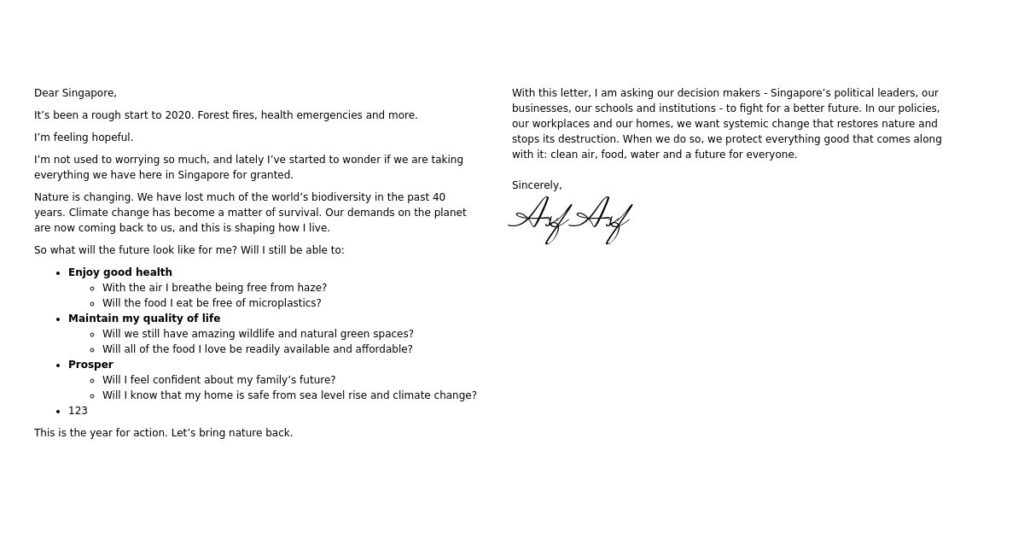 Dear Singapore,
It's been a rough start to 2020. Forest fires, health emergencies and more.
I'm feeling hopeful.
I'm not used to worrying so much, and lately I've started to wonder if we are taking
everything we have here in Singapore for granted.
Nature is changing. We have lost much of the world's biodiversity in the past 40
years. Climate change has become a matter of survival. Our demands on the planet
are now coming back to us, and this is shaping how I live.
So what will the future look like for me? Will I still be able to:
• Enjoy good health
◦ With the air I breathe being free from haze?
◦ Will the food I eat be free of microplastics?
• Maintain my quality of life
◦ Will we still have amazing wildlife and natural green spaces?
◦ Will all of the food I love be readily available and affordable?
• Prosper
◦ Will I feel confident about my family's future?
◦ Will I know that my home is safe from sea level rise and climate change?
• 123
This is the year for action. Let's bring nature back.
With this letter, I am asking our decision makers - Singapore's political leaders, our
businesses, our schools and institutions - to fight for a better future. In our policies,
our workplaces and our homes, we want systemic change that restores nature and
stops its destruction. When we do so, we protect everything good that comes along
with it: clean air, food, water and a future for everyone.
Sincerely,